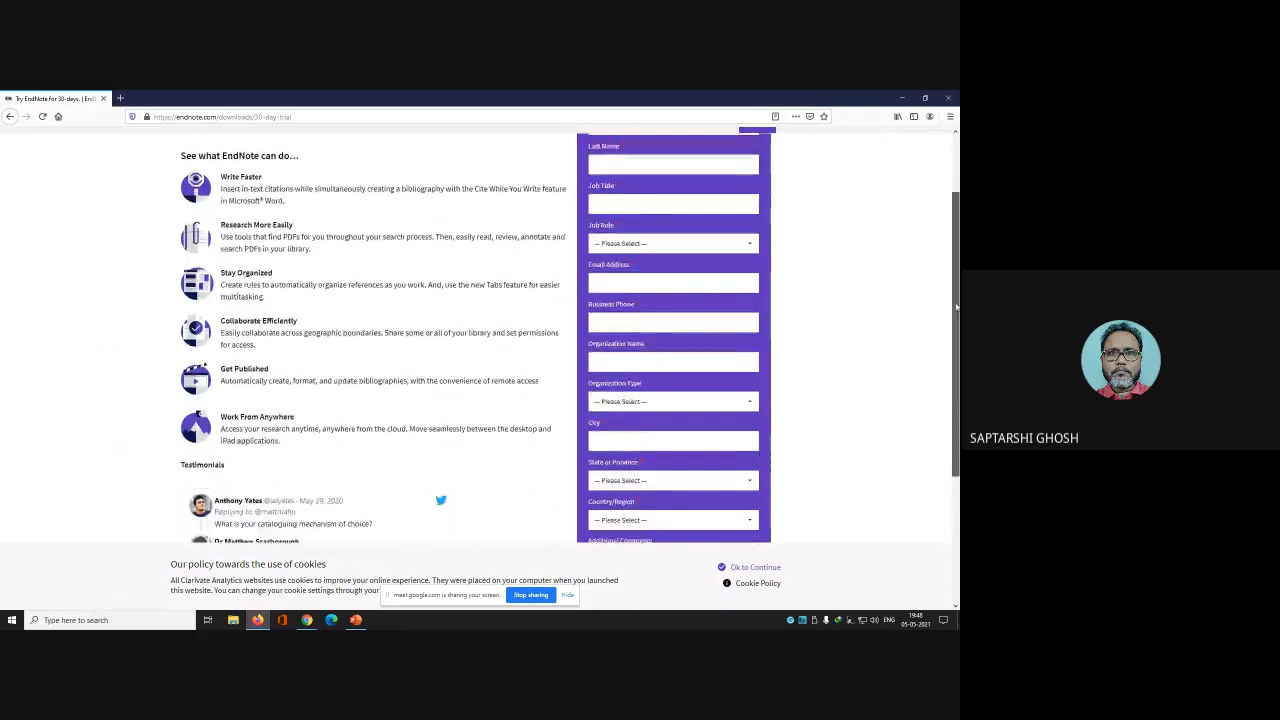 Try EndNote for 30-days. | End
https://endnote.com/downloads/30-day-trial
See what EndNote can do...
Write Faster
Insert in-text citations while simultaneously creating a bibliography with the Cite While You Write feature
in Microsoft® Word.
Research More Easily
Use tools that find PDFs for you throughout your search process. Then, easily read, review, annotate and
search PDFs in your library.
Stay Organized
Create rules to automatically organize references as you work. And, use the new Tabs feature for easier
multitasking.
Collaborate Efficiently
Easily collaborate across geographic boundaries. Share some or all of your library and set permissions
for access.
Get Published
Automatically create, format, and update bibliographies, with the convenience of remote access
Work From Anywhere
Access your research anytime, anywhere from the cloud. Move seamlessly between the desktop and
iPad applications.
Testimonials
Anthony Yates @adyates - May 29, 2020
Replying to
What is your cataloguing mechanism of choice?
Dr Matthew Scarborough
Last Name
Job Title
Job Role
--- Please Select ---
Email Address
Business Phone
Organization Name
Organization Type
--- Please Select ---
City
State or Province
--- Please Select ---
Country/Region
--- Please Select ---
Additional Comments
Our policy towards the use of cookies
All Clarivate Analytics websites use cookies to improve your online experience. They were placed on your computer when you launched
this website. You can change your cookie settings through your
Ok to Continue
Cookie Policy
meet.google.com is sharing your screen.
Stop sharing
Hide
Type here to search
ENG
19:48
05-05-2021
SAPTARSHI GHOSH